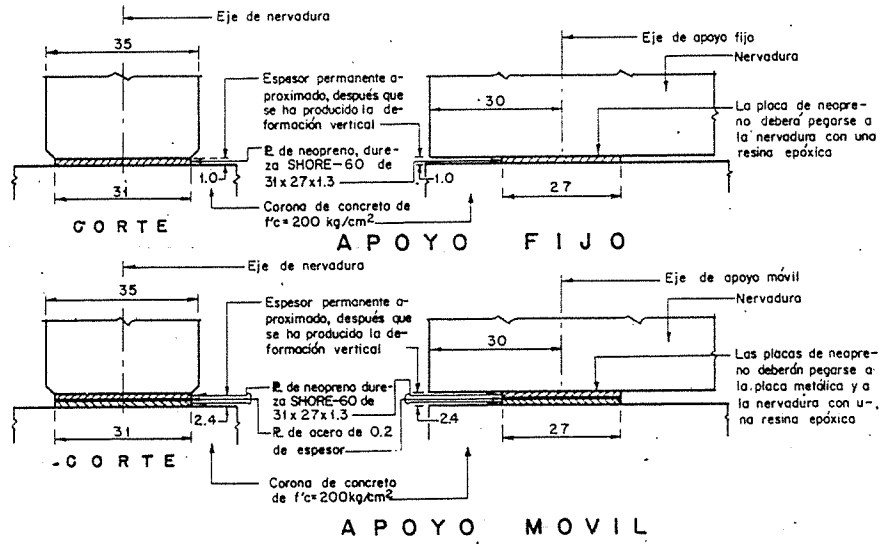 Eje de nervadura
35
Espesor permanente a-
proximado, después que
se ha producido la de-
formación vertical
PL de neopreno, dure-
za SHORE-60 de
31x27x1.3
1.0
31
Corona de concreto de
f'c=200 kg/cm²
CORTE
Eje de apoyo fijo
Nervadura
30
La placa de neopre-
no deberá pegarse a
la nervadura con una
resina epóxica
1.0
27
APOYO FIJO
Eje de nervadura
35
Espesor permanente a-
proximado, después que
se ha producido la de-
formación vertical
PL de neopreno dure-
za SHORE-60 de
31x27x1.3
2.4
31
PL de acero de 0.2
de espesor
CORTE
Corona de concreto
de f'c=200kg/cm²
Eje de apoyo móvil
Nervadura
30
Las placas de neopre-
no deberán pegarse a
la placa metálica y a
la nervadura con u-
na resina epóxica
2.4
27
APOYO MOVIL